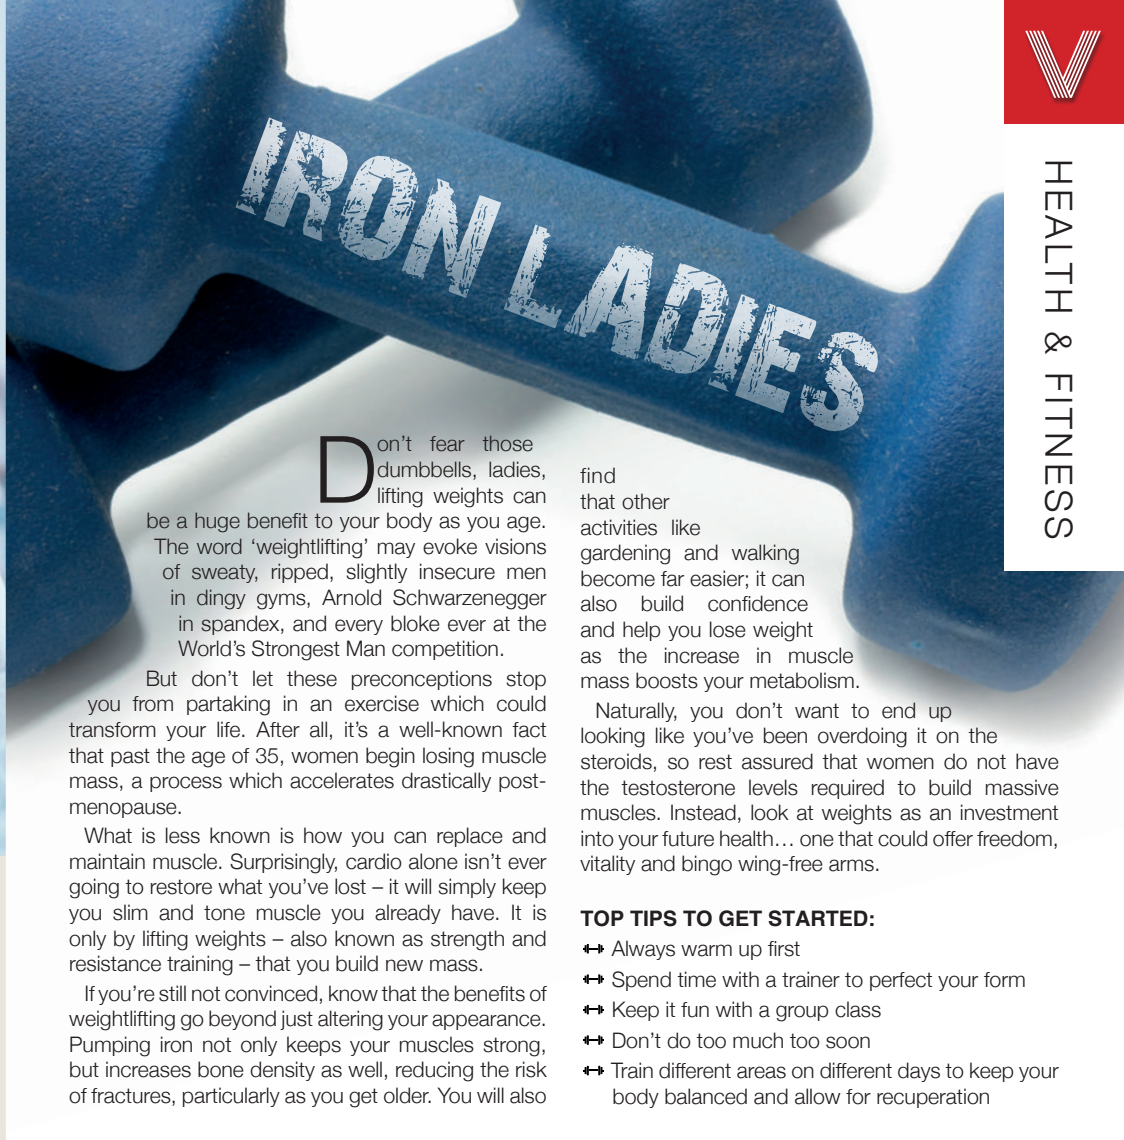 IRON LADIES
V
HEALTH & FITNESS
Don't fear those
dumbbells, ladies,
lifting weights can
be a huge benefit to your body as you age.
The word ‘weightlifting’ may evoke visions
of sweaty, ripped, slightly insecure men
in dingy gyms, Arnold Schwarzenegger
in spandex, and every bloke ever at the
World’s Strongest Man competition.
But don’t let these preconceptions stop
you from partaking in an exercise which could
transform your life. After all, it’s a well-known fact
that past the age of 35, women begin losing muscle
mass, a process which accelerates drastically post-
menopause.
What is less known is how you can replace and
maintain muscle. Surprisingly, cardio alone isn’t ever
going to restore what you’ve lost – it will simply keep
you slim and tone muscle you already have. It is
only by lifting weights – also known as strength and
resistance training – that you build new mass.
If you’re still not convinced, know that the benefits of
weightlifting go beyond just altering your appearance.
Pumping iron not only keeps your muscles strong,
but increases bone density as well, reducing the risk
of fractures, particularly as you get older. You will also
find
that other
activities like
gardening and walking
become far easier; it can
also build confidence
and help you lose weight
as the increase in muscle
mass boosts your metabolism.
Naturally, you don’t want to end up
looking like you’ve been overdoing it on the
steroids, so rest assured that women do not have
the testosterone levels required to build massive
muscles. Instead, look at weights as an investment
into your future health… one that could offer freedom,
vitality and bingo wing-free arms.
TOP TIPS TO GET STARTED:
Always warm up first
Spend time with a trainer to perfect your form
Keep it fun with a group class
Don’t do too much too soon
Train different areas on different days to keep your
body balanced and allow for recuperation